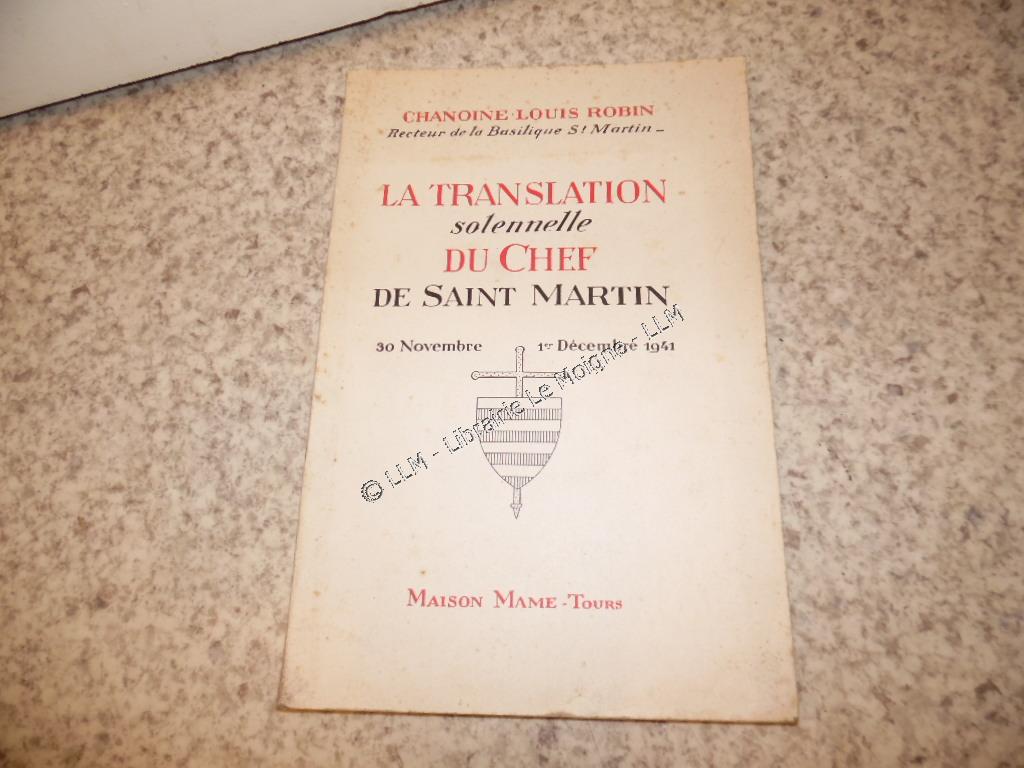 CHANOINE·LOUIS ROBIN
Recteur de la Basilique St Martin –
LA TRANSLATION
solennelle
DU CHEF
DE SAINT MARTIN
30 Novembre 1er Décembre 1941
© LLM - Librairie Le Moigne - LLM
MAISON MAME - TOURS